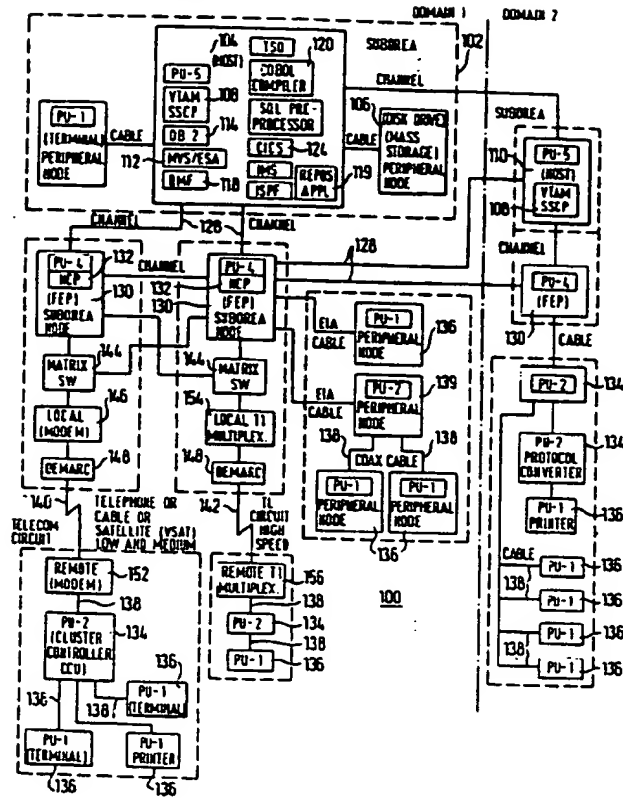 DOMAIN 1
DOMAIN 2
TSO
120
SUBAREA
102
104
(HOST)
COBOL
COMPILER
CHANNEL
PU-5
VTAM
SSCP
108
SQL PRE-
PROCESSOR
106
SUBAREA
PU-1
(TERMINAL)
PERIPHERAL
NODE
CABLE
DB 2
114
CICS
124
CABLE
DISK DRIVE
(MASS
STORAGE)
PERIPHERAL
NODE
110
PU-5
(HOST)
VTAM
SSCP
108
112
MVS/ESA
RMF
118
IMS
ISPF
REPOS
APPL
119
CHANNEL
128
CHANNEL
128
CHANNEL
PU-4
NCP
132
(FEP)
130
SUBAREA
NODE
CHANNEL
132
130
PU-4
NCP
(FEP)
SUBAREA
NODE
PU-4
(FEP)
130
CABLE
EIA
CABLE
PU-1
PERIPHERAL
NODE
136
MATRIX
SW
144
144
MATRIX
SW
EIA
CABLE
PU-2
PERIPHERAL
NODE
139
PU-2
134
LOCAL
(MODEM)
146
154
LOCAL T1
MULTIPLEX.
138
COAX CABLE
138
PU-2
PROTOCOL
CONVERTER
134
DEMARC
148
148
DEMARC
PU-1
PERIPHERAL
NODE
PU-1
PERIPHERAL
NODE
136
PU-1
PRINTER
136
140
TELECOM
CIRCUIT
TELEPHONE OR
CABLE OR
SATELLITE (VSAT)
LOW AND MEDIUM
142
T1
CIRCUIT
HIGH
SPEED
100
CABLE
138
PU-1
136
PU-1
136
PU-1
136
138
PU-1
136
REMOTE
(MODEM)
152
138
PU-2
(CLUSTER
CONTROLLER
CCU)
134
REMOTE T1
MULTIPLEX.
156
138
PU-2
134
138
PU-1
136
136
136
138
PU-1
(TERMINAL)
PU-1
(TERMINAL)
136
PU-1
PRINTER
136